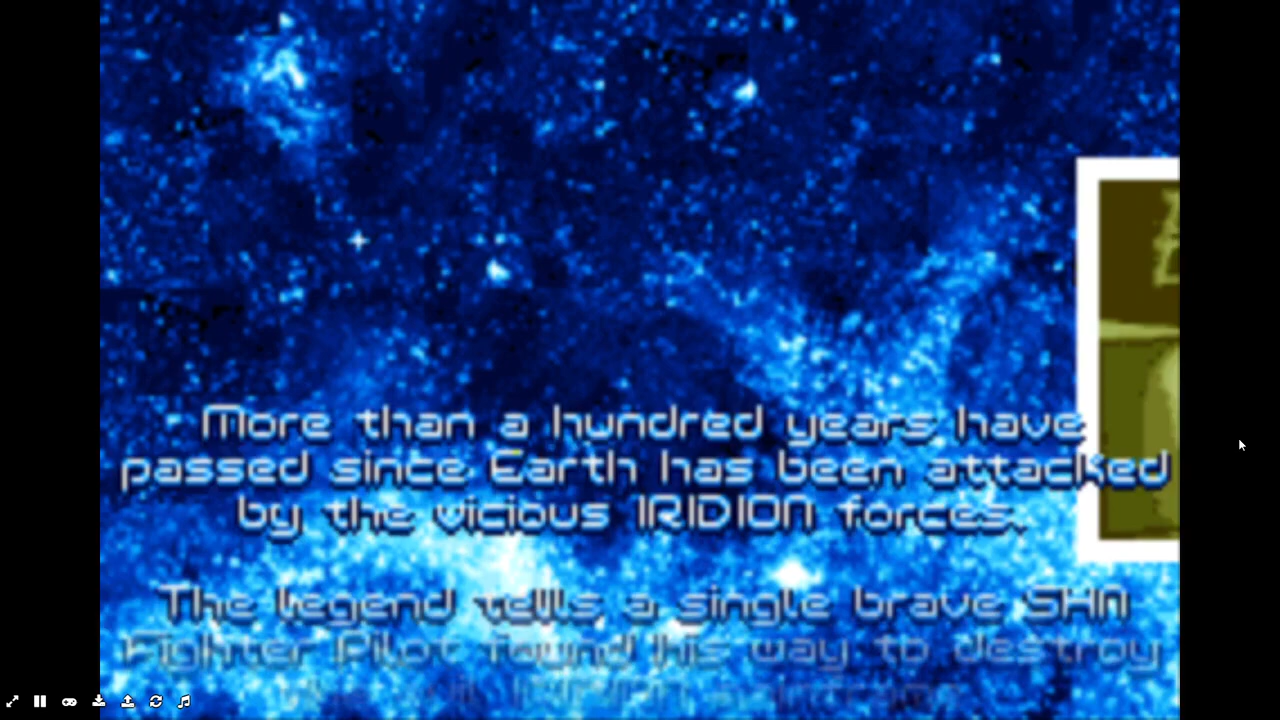 More than a hundred years have
passed since Earth has been attacked
by the vicious IRIDION forces.
The legend tells a single brave SHN
Fighter Pilot found his way to destroy
IRIDION